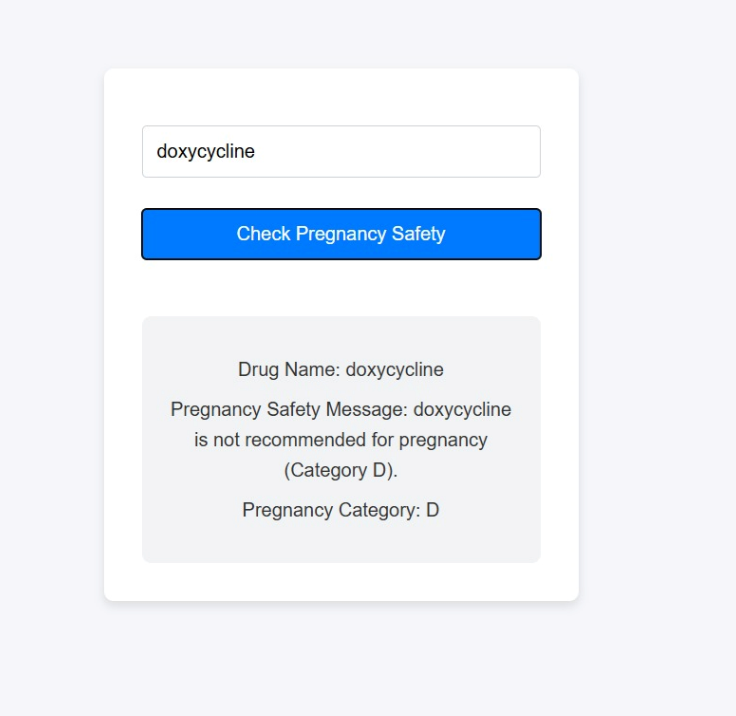 doxycycline
Check Pregnancy Safety
Drug Name: doxycycline
Pregnancy Safety Message: doxycycline
is not recommended for pregnancy
(Category D).
Pregnancy Category: D